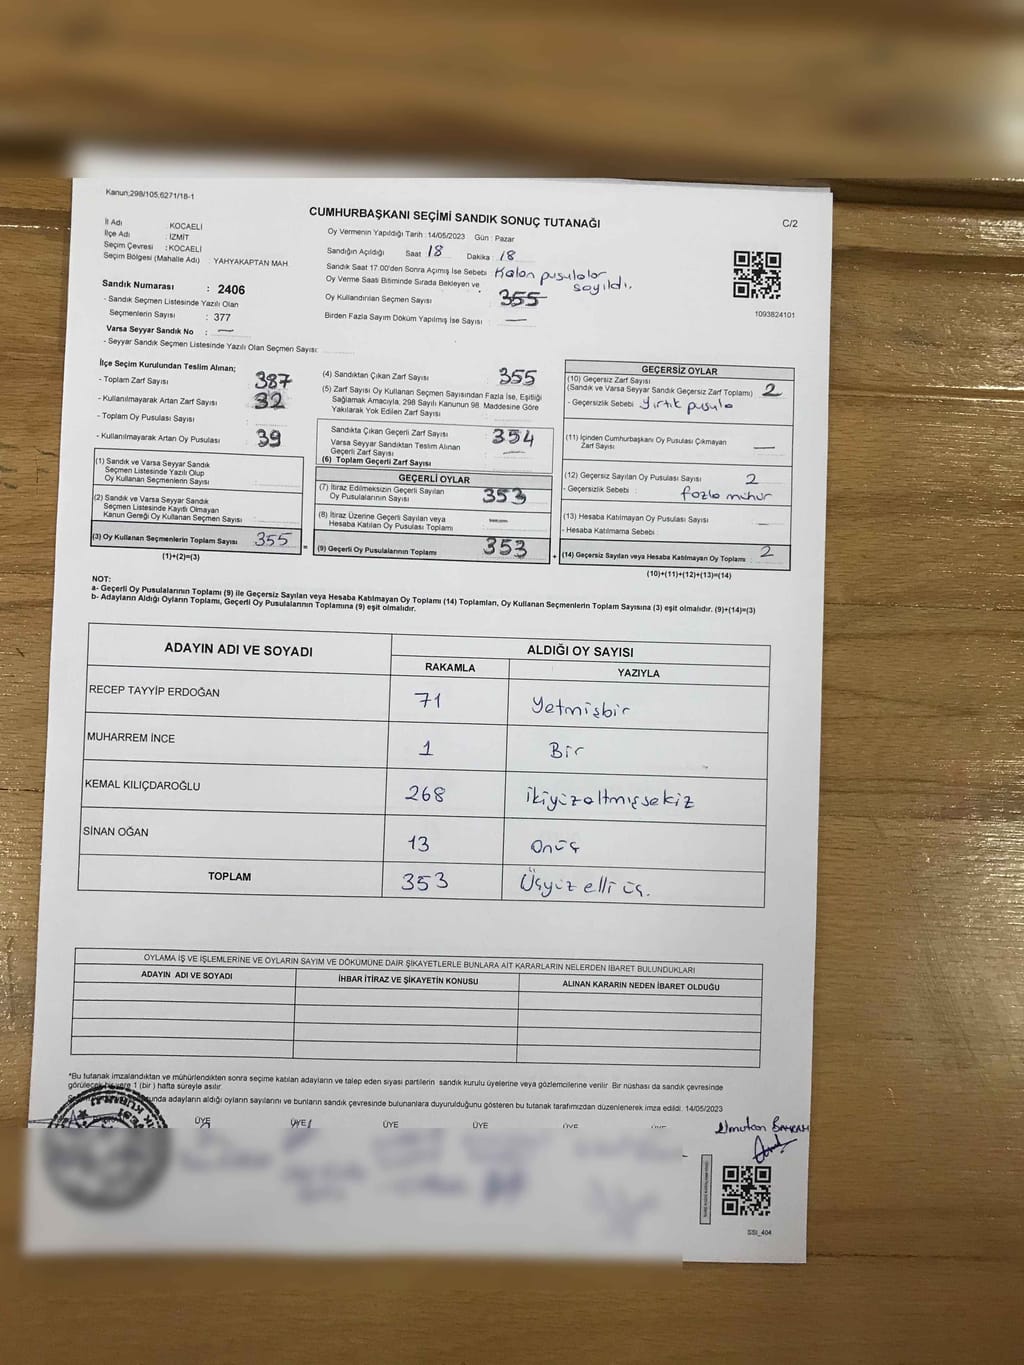 Kanun;298/105,6271/18-1
CUMHURBAŞKANI SEÇİMİ SANDIK SONUÇ TUTANAĞI
C/2
İl Adı : KOCAELİ
İlçe Adı : İZMİT
Seçim Çevresi : KOCAELİ
Seçim Bölgesi (Mahalle Adı) : YAHYAKAPTAN MAH.
Sandık Numarası : 2406
- Sandık Seçmen Listesinde Yazılı Olan
Seçmenlerin Sayısı : 377
Varsa Seyyar Sandık No : —
- Seyyar Sandık Seçmen Listesinde Yazılı Olan Seçmen Sayısı:
Oy Vermenin Yapıldığı Tarih : 14/05/2023 Gün : Pazar
Sandığın Açıldığı Saat 18 Dakika : 18
Sandık Saat 17:00'den Sonra Açımış İse Sebebi Kalan pusulalar
Oy Verme Saati Bitiminde Sırada Bekleyen ve sayıldı.
Oy Kullandırılan Seçmen Sayısı 355
Birden Fazla Sayım Döküm Yapılmış İse Sayısı : —
1093824101
İlçe Seçim Kurulundan Teslim Alınan;
- Toplam Zarf Sayısı 387
- Kullanılmayarak Artan Zarf Sayısı 32
- Toplam Oy Pusulası Sayısı
- Kullanılmayarak Artan Oy Pusulası 39
(1) Sandık ve Varsa Seyyar Sandık
Seçmen Listesinde Yazılı Olup
Oy Kullanan Seçmenlerin Sayısı
(2) Sandık ve Varsa Seyyar Sandık
Seçmen Listesinde Kaydı Olmayan
Kanun Gereği Oy Kullanan Seçmen Sayısı
(3) Oy Kullanan Seçmenlerin Toplam Sayısı 355
(1)+(2)=(3)
=
(4) Sandıktan Çıkan Zarf Sayısı 355
(5) Zarf Sayısı Oy Kullanan Seçmen Sayısından Fazla İse, Eşitliği
Sağlamak Amacıyla, 298 Sayılı Kanunun 98. Maddesine Göre
Yakılarak Yok Edilen Zarf Sayısı
Sandıkta Çıkan Geçerli Zarf Sayısı 354
Varsa Seyyar Sandıktan Teslim Alınan
Geçerli Zarf Sayısı —
(6) Toplam Geçerli Zarf Sayısı
GEÇERLİ OYLAR
(7) İtiraz Edilmeksizin Geçerli Sayılan
Oy Pusulalarının Sayısı 353
(8) İtiraz Üzerine Geçerli Sayılan veya
Hesaba Katılan Oy Pusulası Toplamı —
(9) Geçerli Oy Pusulalarının Toplamı 353
+
GEÇERSİZ OYLAR
(10) Geçersiz Zarf Sayısı
(Sandık ve Varsa Seyyar Sandık Geçersiz Zarf Toplamı) 2
- Geçersizlik Sebebi Yırtık pusula
(11) İçinden Cumhurbaşkanı Oy Pusulası Çıkmayan
Zarf Sayısı —
(12) Geçersiz Sayılan Oy Pusulası Sayısı 2
- Geçersizlik Sebebi : fazla mühür
(13) Hesaba Katılmayan Oy Pusulası Sayısı —
- Hesaba Katılmama Sebebi
(14) Geçersiz Sayılan veya Hesaba Katılmayan Oy Toplamı 2
(10)+(11)+(12)+(13)=(14)
NOT:
a- Geçerli Oy Pusulalarının Toplamı (9) ile Geçersiz Sayılan veya Hesaba Katılmayan Oy Toplamı (14) Toplamları, Oy Kullanan Seçmenlerin Toplam Sayısına (3) eşit olmalıdır. (9)+(14)=(3)
b- Adayların Aldığı Oyların Toplamı, Geçerli Oy Pusulalarının Toplamına (9) eşit olmalıdır.
ADAYIN ADI VE SOYADI ALDIĞI OY SAYISI
RAKAMLA YAZIYLA
RECEP TAYYİP ERDOĞAN 71 Yetmişbir
MUHARREM İNCE 1 Bir
KEMAL KILIÇDAROĞLU 268 ikiyüzaltmışsekiz
SİNAN OĞAN 13 Onüç
TOPLAM 353 Üçyüz elli üç.
OYLAMA İŞ VE İŞLEMLERİNE VE OYLARIN SAYIM VE DÖKÜMÜNE DAİR ŞİKAYETLERLE BUNLARA AİT KARARLARIN NELERDEN İBARET BULUNDUKLARI
ADAYIN ADI VE SOYADI İHBAR İTİRAZ VE ŞİKAYETİN KONUSU ALINAN KARARIN NEDEN İBARET OLDUĞU
*Bu tutanak imzalandıktan ve mühürlendikten sonra seçime katılan adayların ve talep eden siyasi partilerin sandık kurulu üyelerine veya gözlemcilerine verilir. Bir nüshası da sandık çevresinde
görülecek bir yere 1 (bir ) hafta süreyle asılır.
adayların aldığı oyların sayılarını ve bunların sandık çevresinde bulunanlara duyurulduğunu gösteren bu tutanak tarafımızdan düzenlenerek imza edildi. 14/05/2023
ÜYE ÜYE ÜYE ÜYE ÜYE
SSİ_404